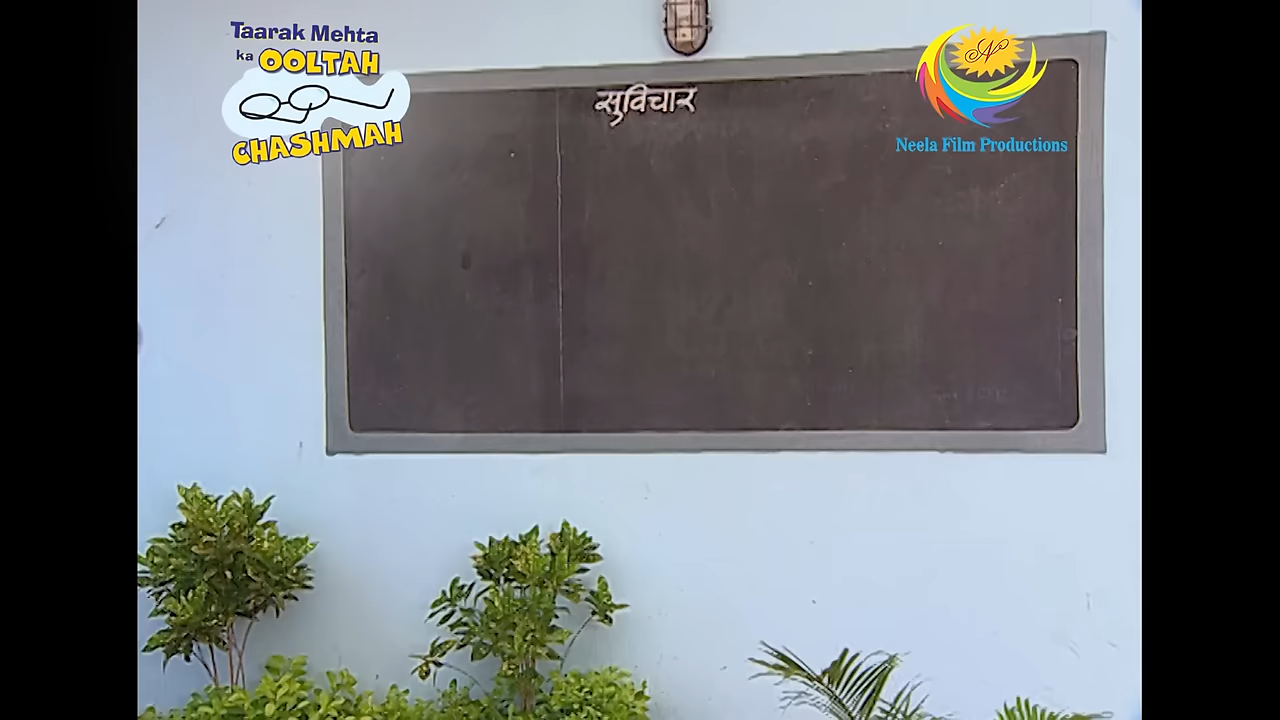 Taarak Mehta
ka OOLTAH
CHASHMAH
सुविचार
Neela Film Productions